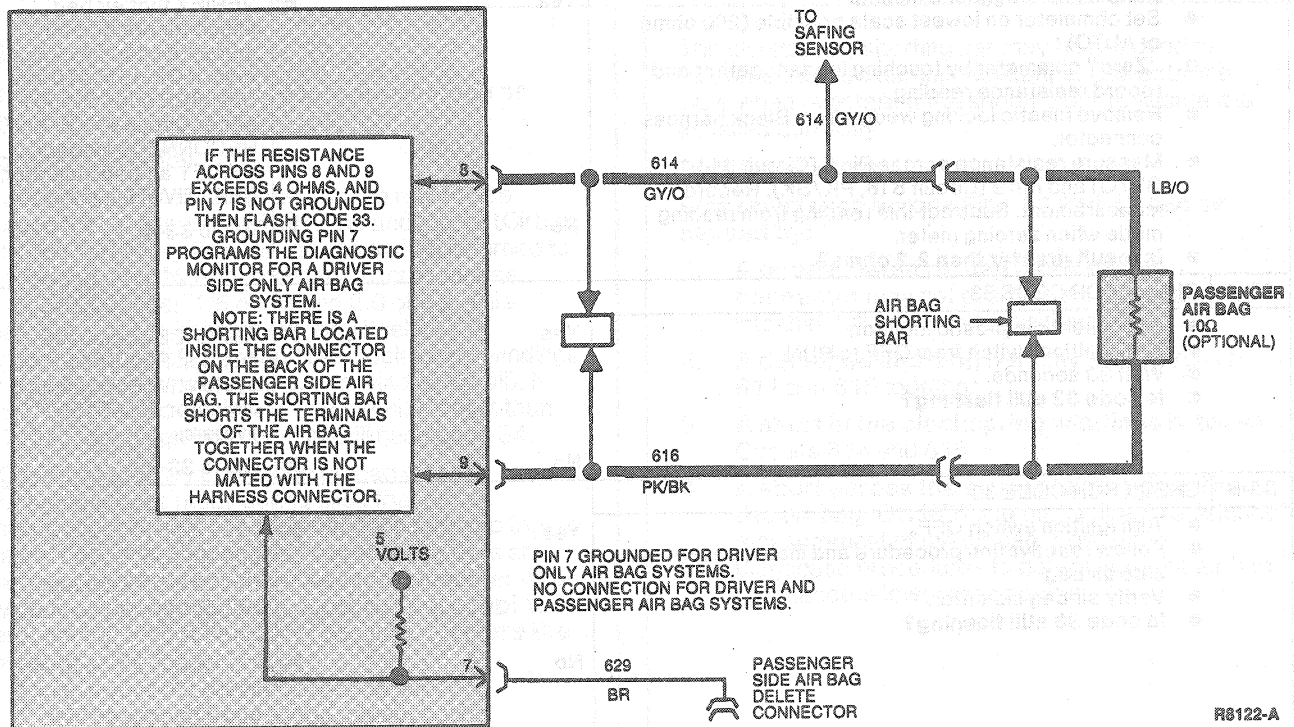 TO
SAFING
SENSOR
614 GY/O
IF THE RESISTANCE
ACROSS PINS 8 AND 9
EXCEEDS 4 OHMS, AND
PIN 7 IS NOT GROUNDED
THEN FLASH CODE 33.
GROUNDING PIN 7
PROGRAMS THE DIAGNOSTIC
MONITOR FOR A DRIVER
SIDE ONLY AIR BAG
SYSTEM.
NOTE: THERE IS A
SHORTING BAR LOCATED
INSIDE THE CONNECTOR
ON THE BACK OF THE
PASSENGER SIDE AIR
BAG. THE SHORTING BAR
SHORTS THE TERMINALS
OF THE AIR BAG
TOGETHER WHEN THE
CONNECTOR IS NOT
MATED WITH THE
HARNESS CONNECTOR.
8
614
GY/O
LB/O
AIR BAG
SHORTING
BAR
PASSENGER
AIR BAG
1.0Ω
(OPTIONAL)
9
616
PK/BK
5
VOLTS
PIN 7 GROUNDED FOR DRIVER
ONLY AIR BAG SYSTEMS.
NO CONNECTION FOR DRIVER AND
PASSENGER AIR BAG SYSTEMS.
7
629
BR
PASSENGER
SIDE AIR BAG
DELETE
CONNECTOR
R8122-A